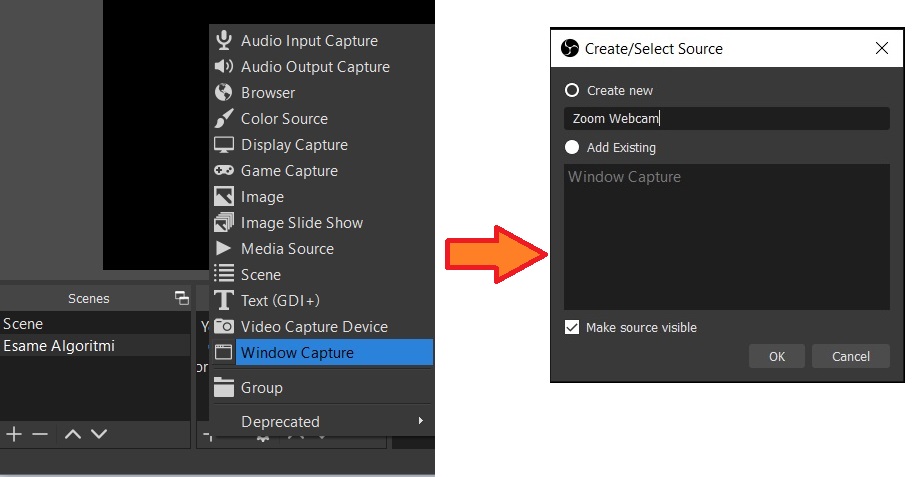 Audio Input Capture
Audio Output Capture
Browser
Color Source
Display Capture
Game Capture
Image
Image Slide Show
Media Source
Scene
Text (GDI+)
Video Capture Device
Window Capture
Group
Deprecated
Scenes
Scene
Esame Algoritmi
Create/Select Source
Create new
Zoom Webcam
Add Existing
Window Capture
Make source visible
OK
Cancel